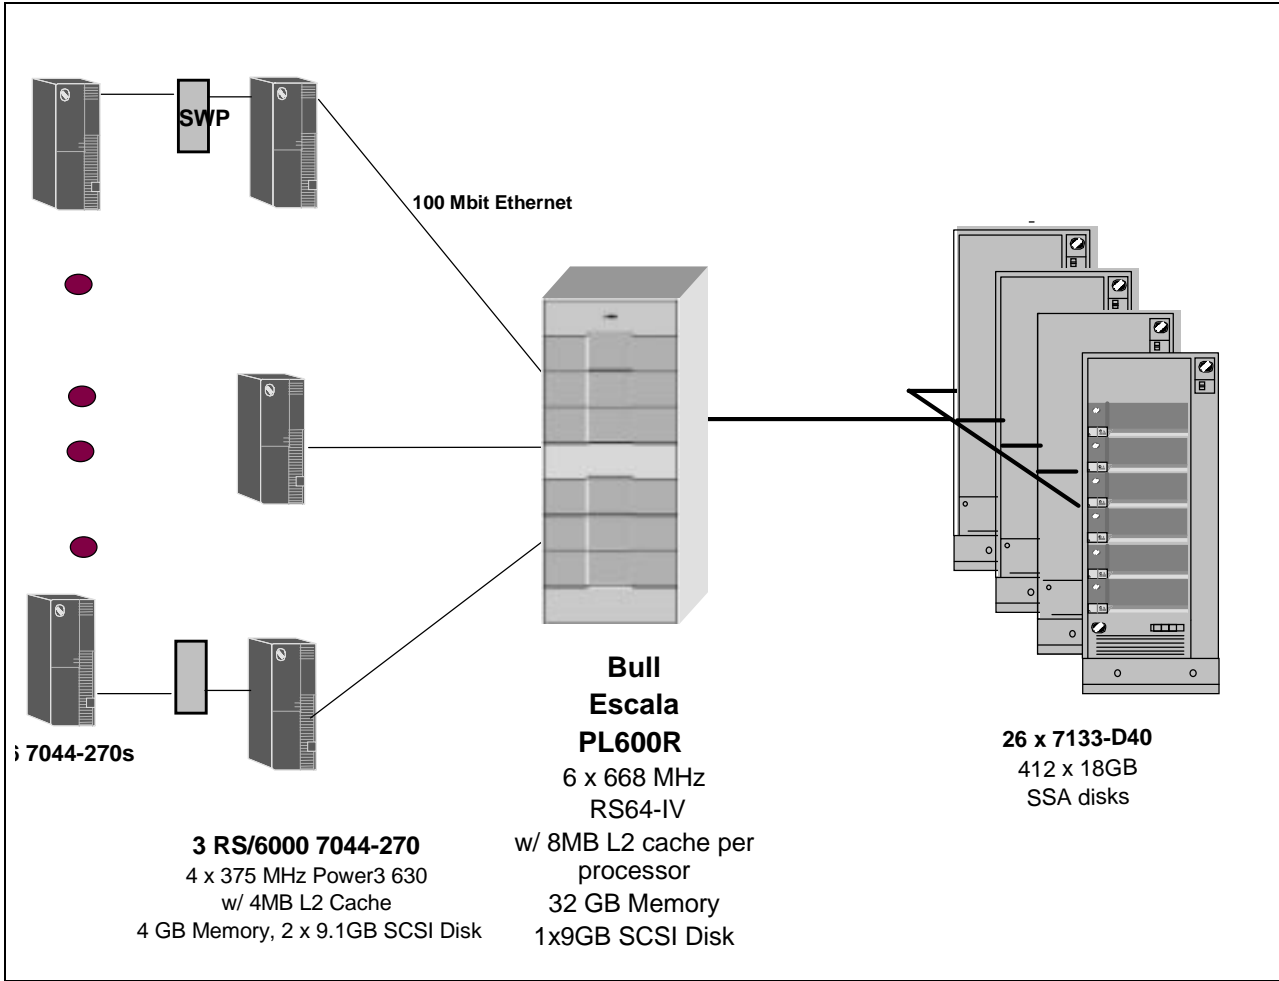 SWP
100 Mbit Ethernet
7044-270s
3 RS/6000 7044-270
4 x 375 MHz Power3 630
w/ 4MB L2 Cache
4 GB Memory, 2 x 9.1GB SCSI Disk
Bull
Escala
PL600R
6 x 668 MHz
RS64-IV
w/ 8MB L2 cache per
processor
32 GB Memory
1x9GB SCSI Disk
26 x 7133-D40
412 x 18GB
SSA disks